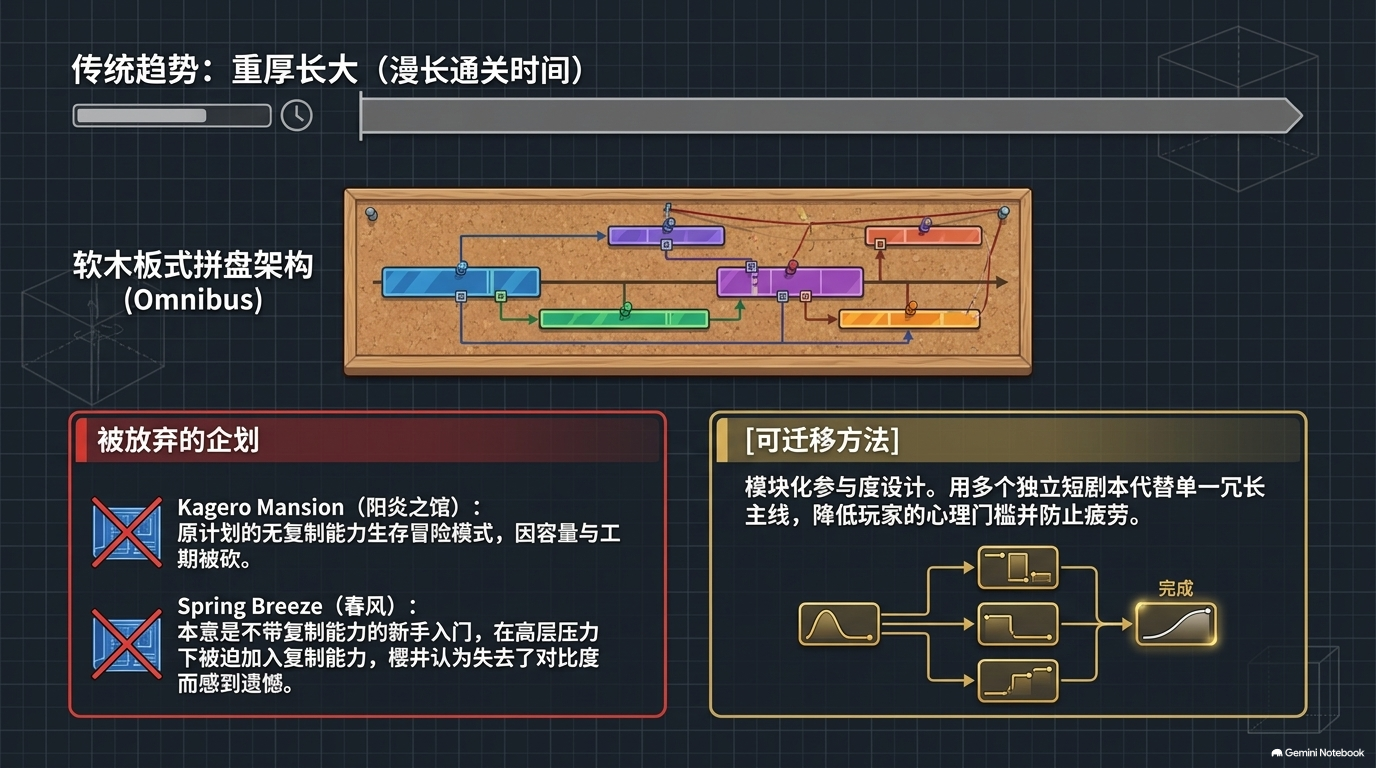 传统趋势：重厚长大（漫长通关时间）
软木板式拼盘架构
(Omnibus)
被放弃的企划
Kagero Mansion（阳炎之馆）：
原计划的无复制能力生存冒险模式，因容量与工
期被砍。
Spring Breeze（春风）：
本意是不带复制能力的新手入门，在高层压力
下被迫加入复制能力，樱井认为失去了对比度
而感到遗憾。
[可迁移方法]
模块化参与度设计。用多个独立短剧本代替单一冗长
主线，降低玩家的心理门槛并防止疲劳。
完成
Gemini Notebook